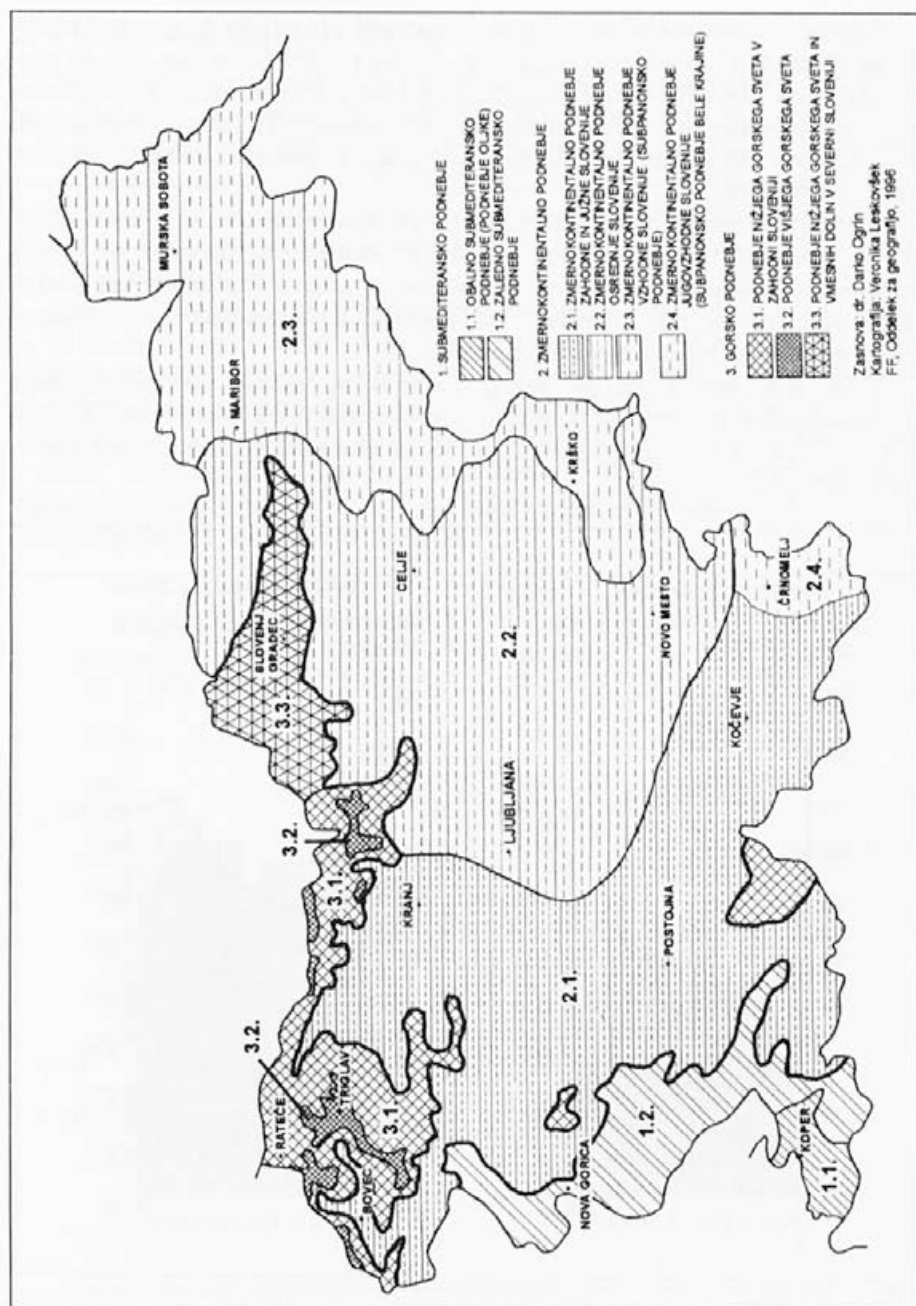 MURSKA SOBOTA
MARIBOR
2.3.
SLOVENJ
GRADEC
3.3.
CELJE
KRŠKO
2.2.
NOVO MESTO
ČRNOMELJ
2.4.
KOČEVJE
LJUBLJANA
3.2.
3.1.
KRANJ
POSTOJNA
2.1.
3.2.
RATEČE
TRIGLAV
3.1.
BOVEC
1.2.
NOVA GORICA
KOPER
1.1.
1. SUBMEDITERANSKO PODNEBJE
1.1. OBALNO SUBMEDITERANSKO
PODNEBJE (PODNEBJE OLJKE)
1.2. ZALEDNO SUBMEDITERANSKO
PODNEBJE
2. ZMERNOKONTINENTALNO PODNEBJE
2.1. ZMERNOKONTINENTALNO PODNEBJE
ZAHODNE IN JUŽNE SLOVENIJE
2.2. ZMERNOKONTINENTALNO PODNEBJE
OSREDNJE SLOVENIJE
2.3. ZMERNOKONTINENTALNO PODNEBJE
VZHODNE SLOVENIJE (SUBPANONSKO
PODNEBJE)
2.4. ZMERNOKONTINENTALNO PODNEBJE
JUGOVZHODNE SLOVENIJE
(SUBPANONSKO PODNEBJE BELE KRAJINE)
3. GORSKO PODNEBJE
3.1. PODNEBJE NIŽJEGA GORSKEGA SVETA V
ZAHODNI SLOVENIJI
3.2. PODNEBJE VIŠJEGA GORSKEGA SVETA
3.3. PODNEBJE NIŽJEGA GORSKEGA SVETA IN
VMESNIH DOLIN V SEVERNI SLOVENIJI
Zasnova: dr. Darko Ogrin
Kartografija: Veronika Leskovšek
FF, Oddelek za geografijo, 1996